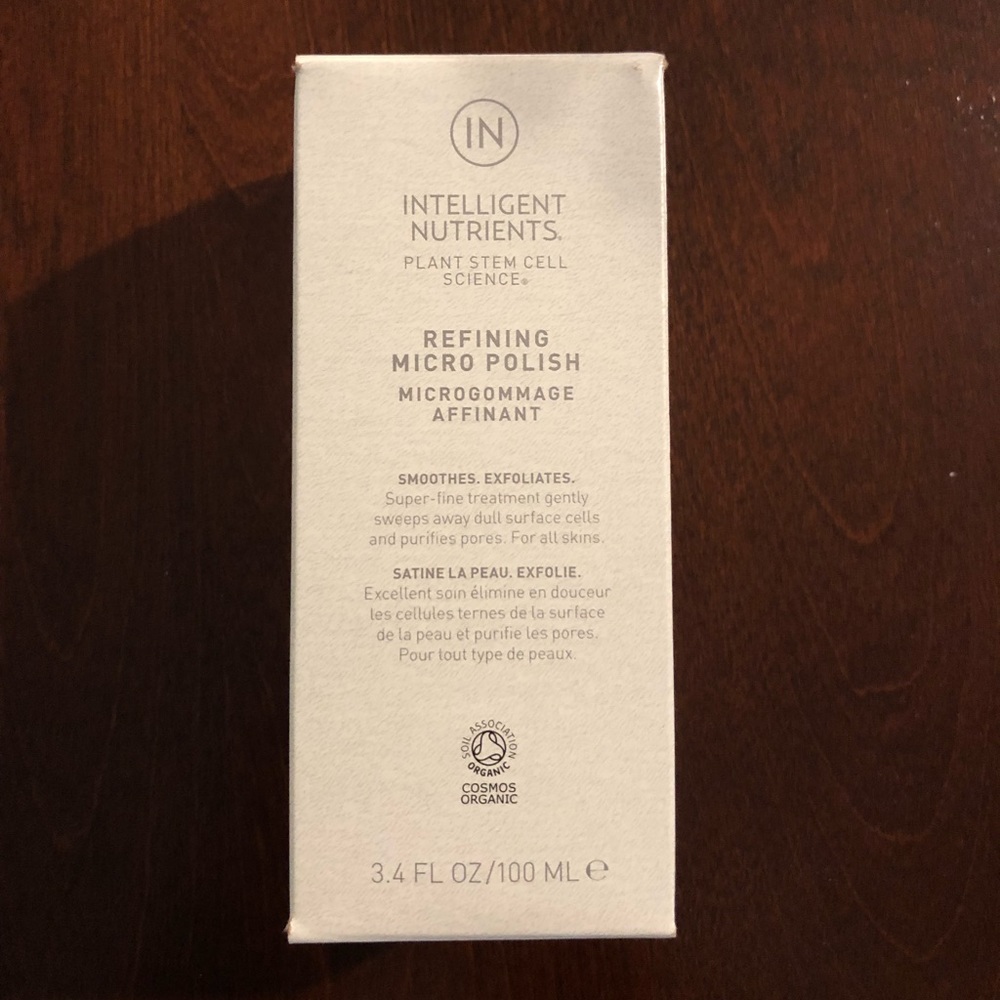 IN
INTELLIGENT
NUTRIENTS®
PLANT STEM CELL
SCIENCE®
REFINING
MICRO POLISH
MICROGOMMAGE
AFFINANT
SMOOTHES. EXFOLIATES.
Super-fine treatment gently
sweeps away dull surface cells
and purifies pores. For all skins.
SATINE LA PEAU. EXFOLIE.
Excellent soin élimine en douceur
les cellules ternes de la surface
de la peau et purifie les pores.
Pour tout type de peaux.
SOIL ASSOCIATION
ORGANIC
COSMOS
ORGANIC
3.4 FL OZ/100 ML ℮